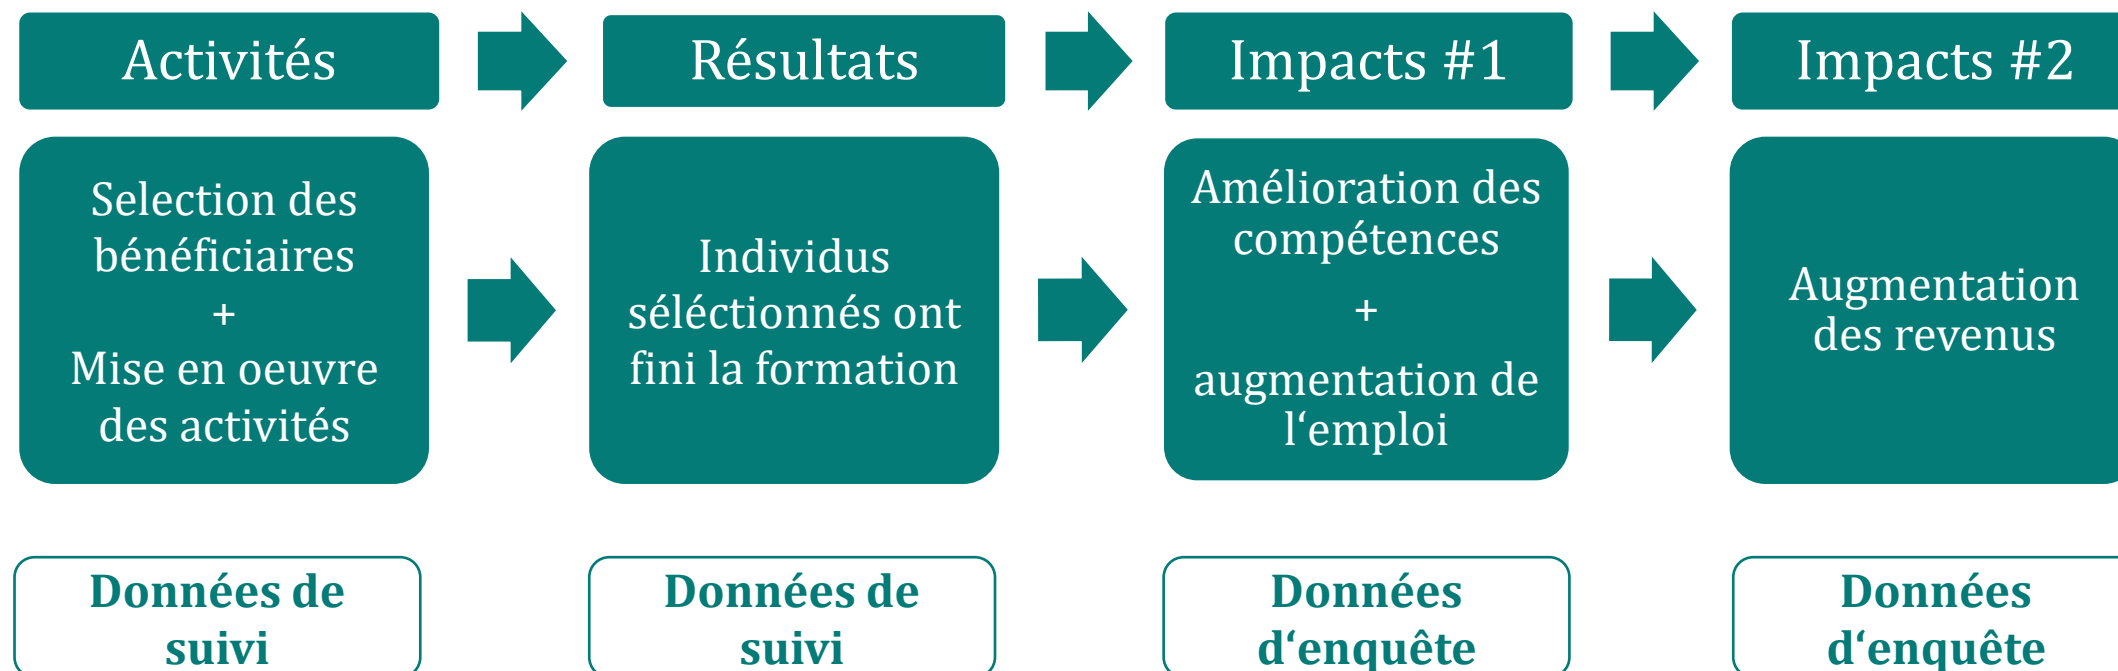 Activités
Résultats
Impacts #1
Impacts #2
Selection des
bénéficiaires
+
Mise en oeuvre
des activités
Individus
séléctionnés ont
fini la formation
Amélioration des
compétences
+
augmentation de
l‘emploi
Augmentation
des revenus
Données de
suivi
Données de
suivi
Données
d‘enquête
Données
d‘enquête